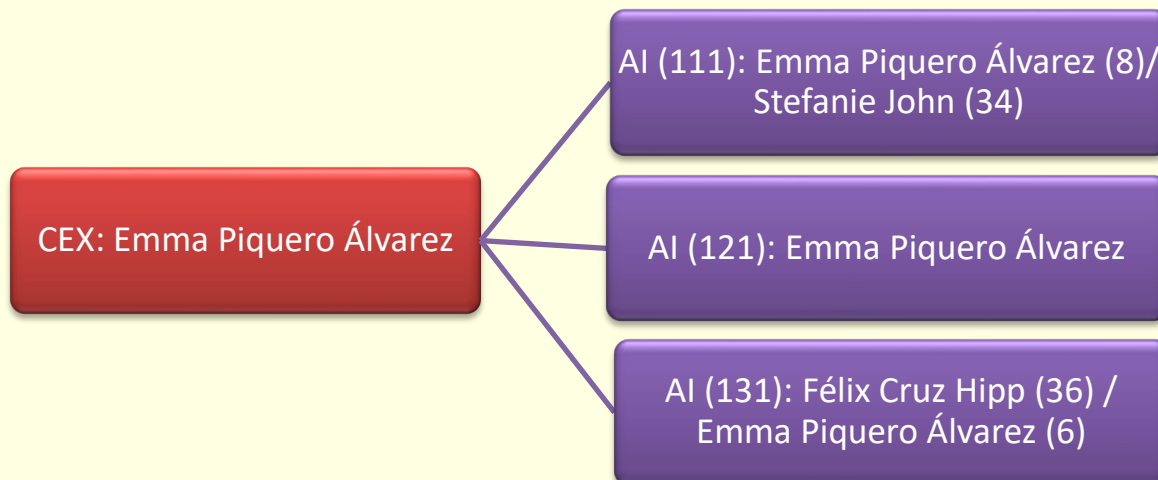 AI (111): Emma Piquero Álvarez (8)/
Stefanie John (34)
CEX: Emma Piquero Álvarez
AI (121): Emma Piquero Álvarez
AI (131): Félix Cruz Hipp (36) /
Emma Piquero Álvarez (6)